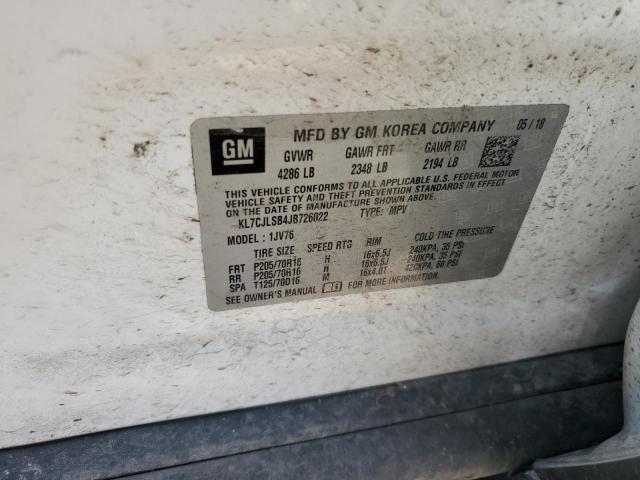 GM
MFD BY GM KOREA COMPANY 05/18
GVWR GAWR FRT GAWR RR
4286 LB 2348 LB 2194 LB
THIS VEHICLE CONFORMS TO ALL APPLICABLE U.S. FEDERAL MOTOR
VEHICLE SAFETY AND THEFT PREVENTION STANDARDS IN EFFECT
ON THE DATE OF MANUFACTURE SHOWN ABOVE.
KL7CJLSB4JB726022 TYPE: MPV
MODEL: 1JV76
TIRE SIZE SPEED RTG RIM COLD TIRE PRESSURE
FRT P205/70R16 H 16x6.5J 240KPA, 35 PSI
RR P205/70R16 H 16x6.5J 240KPA, 35 PSI
SPA T125/70D16 M 16x4.0T 420KPA, 60 PSI
SEE OWNER'S MANUAL FOR MORE INFORMATION.